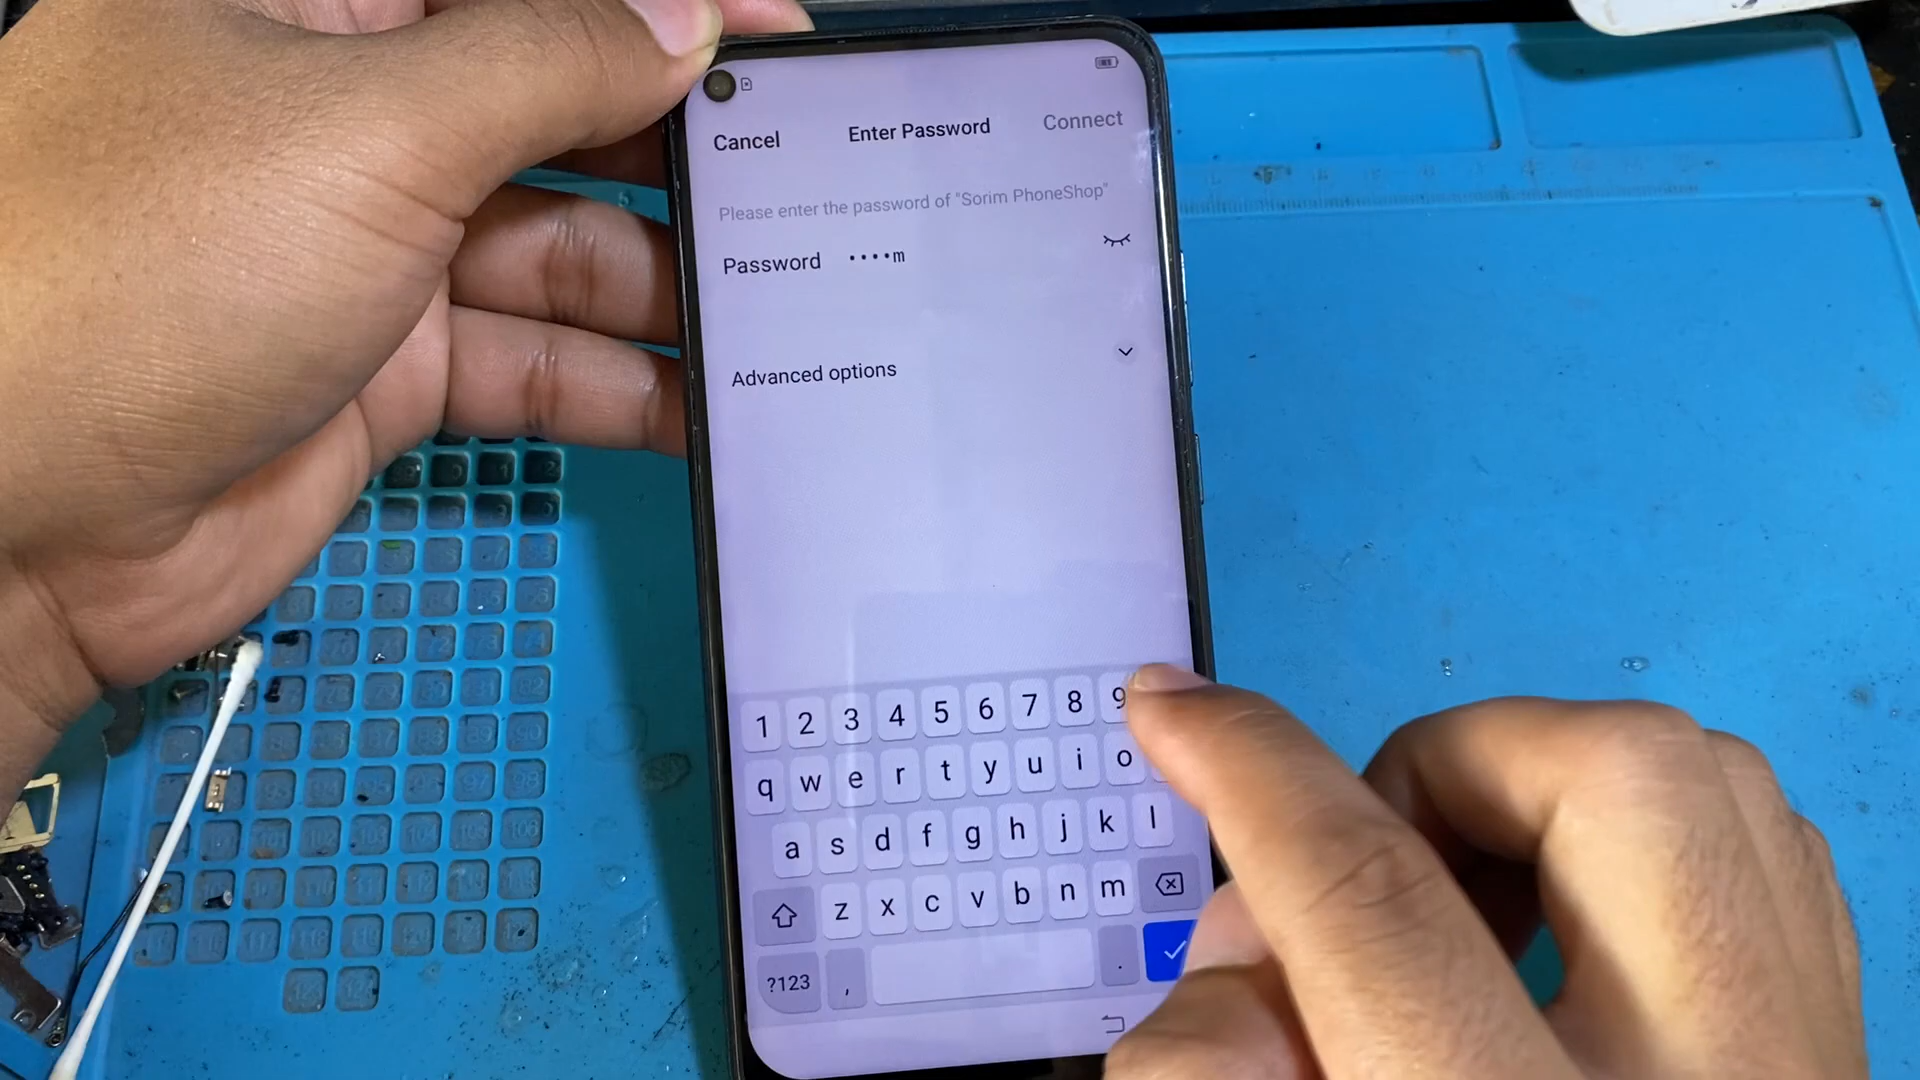 Cancel Enter Password Connect
Please enter the password of "Sorim PhoneShop"
Password ••••m
Advanced options
1 2 3 4 5 6 7 8 9
q w e r t y u i o
a s d f g h j k l
z x c v b n m
?123 , .